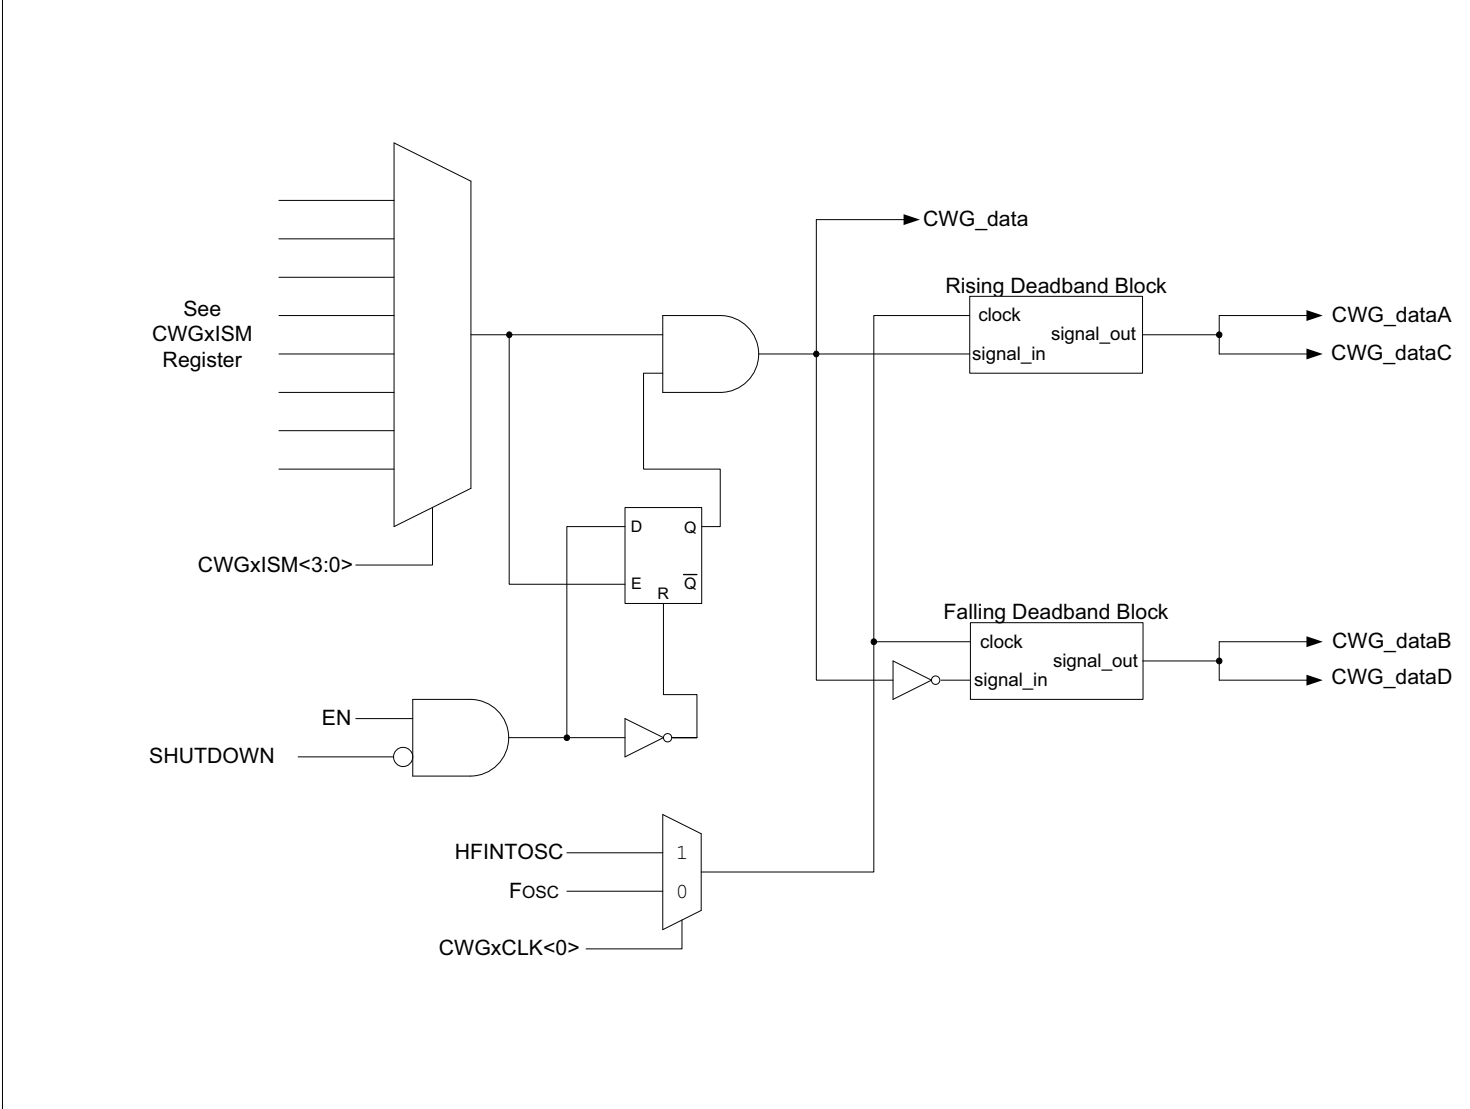 CWG_data
Rising Deadband Block
clock
signal_in
signal_out
CWG_dataA
CWG_dataC
See
CWGxISM
Register
CWGxISM<3:0>
D
Q
E
Q̅
R
Falling Deadband Block
clock
signal_in
signal_out
CWG_dataB
CWG_dataD
EN
SHUTDOWN
HFINTOSC
1
FOSC
0
CWGxCLK<0>